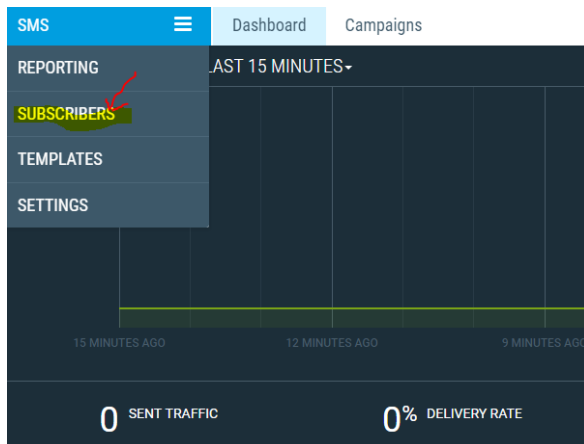 SMS Dashboard Campaigns
REPORTING
LAST 15 MINUTES
SUBSCRIBERS
TEMPLATES
SETTINGS
15 MINUTES AGO 12 MINUTES AGO 9 MINUTES AGO
0 SENT TRAFFIC 0% DELIVERY RATE